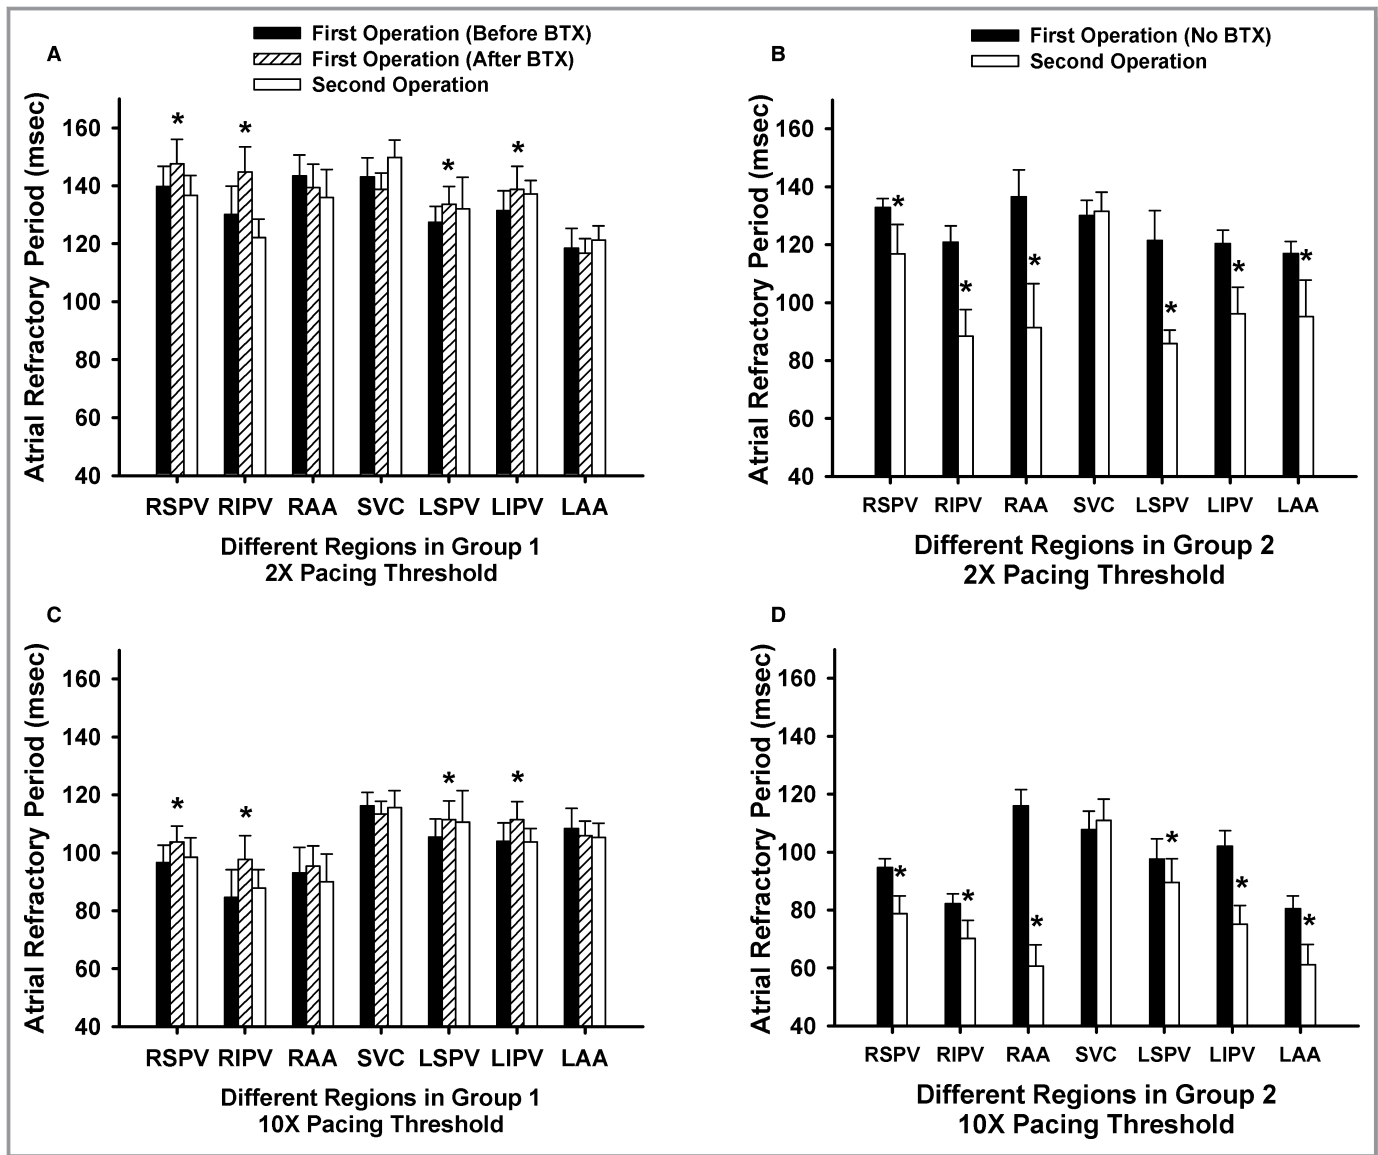 A
First Operation (Before BTX)
First Operation (After BTX)
Second Operation
Atrial Refractory Period (msec)
160
140
120
100
80
60
40
* * * *
RSPV RIPV RAA SVC LSPV LIPV LAA
Different Regions in Group 1
2X Pacing Threshold
B
First Operation (No BTX)
Second Operation
Atrial Refractory Period (msec)
160
140
120
100
80
60
40
* * * * * *
RSPV RIPV RAA SVC LSPV LIPV LAA
Different Regions in Group 2
2X Pacing Threshold
C
Atrial Refractory Period (msec)
160
140
120
100
80
60
40
* * * *
RSPV RIPV RAA SVC LSPV LIPV LAA
Different Regions in Group 1
10X Pacing Threshold
D
Atrial Refractory Period (msec)
160
140
120
100
80
60
40
* * * * * *
RSPV RIPV RAA SVC LSPV LIPV LAA
Different Regions in Group 2
10X Pacing Threshold